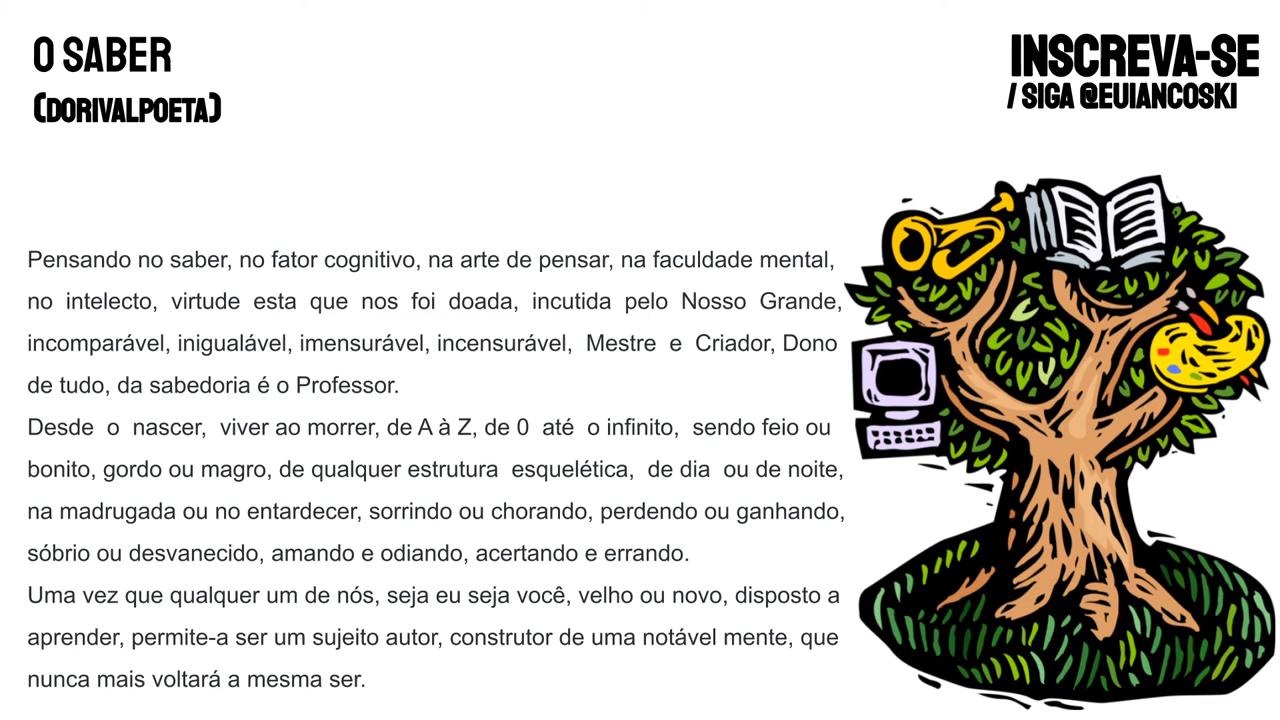 O SABER
(DORIVALPOETA)
INSCREVA-SE
/ SIGA @EUIANCOSKI
Pensando no saber, no fator cognitivo, na arte de pensar, na faculdade mental,
no intelecto, virtude esta que nos foi doada, incutida pelo Nosso Grande,
incomparável, inigualável, imensurável, incensurável, Mestre e Criador, Dono
de tudo, da sabedoria é o Professor.
Desde o nascer, viver ao morrer, de A à Z, de 0 até o infinito, sendo feio ou
bonito, gordo ou magro, de qualquer estrutura esquelética, de dia ou de noite,
na madrugada ou no entardecer, sorrindo ou chorando, perdendo ou ganhando,
sóbrio ou desvanecido, amando e odiando, acertando e errando.
Uma vez que qualquer um de nós, seja eu seja você, velho ou novo, disposto a
aprender, permite-a ser um sujeito autor, construtor de uma notável mente, que
nunca mais voltará a mesma ser.